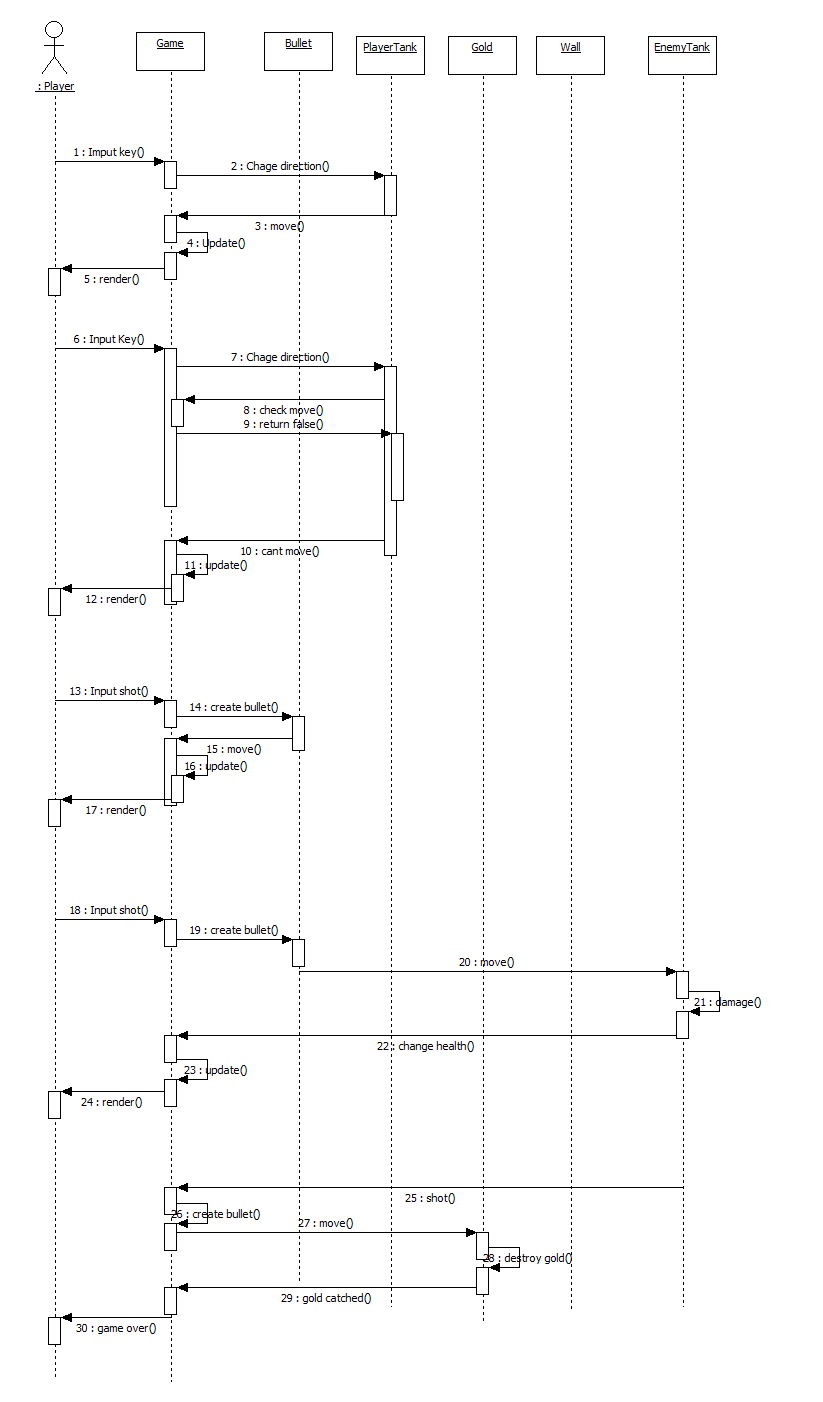 : Player
Game
Bullet
PlayerTank
Gold
Wall
EnemyTank
1 : Imput key()
2 : Chage direction()
3 : move()
4 : Update()
5 : render()
6 : Input Key()
7 : Chage direction()
8 : check move()
9 : return false()
10 : cant move()
11 : update()
12 : render()
13 : Input shot()
14 : create bullet()
15 : move()
16 : update()
17 : render()
18 : Input shot()
19 : create bullet()
20 : move()
21 : damage()
22 : change health()
23 : update()
24 : render()
25 : shot()
26 : create bullet()
27 : move()
28 : destroy gold()
29 : gold catched()
30 : game over()